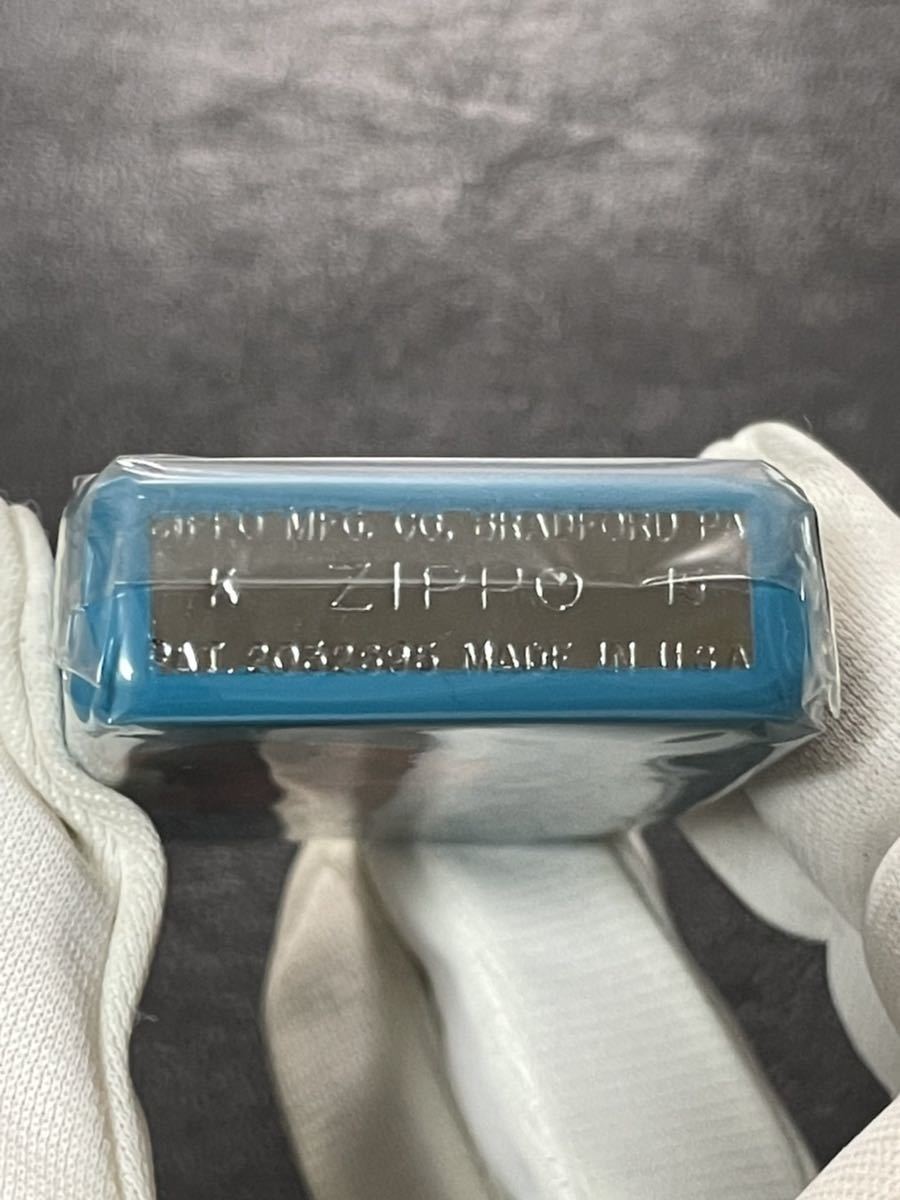 ZIPPO MFG. CO. BRADFORD PA
K ZIPPO 15
PAT. 2032695 MADE IN U.S.A